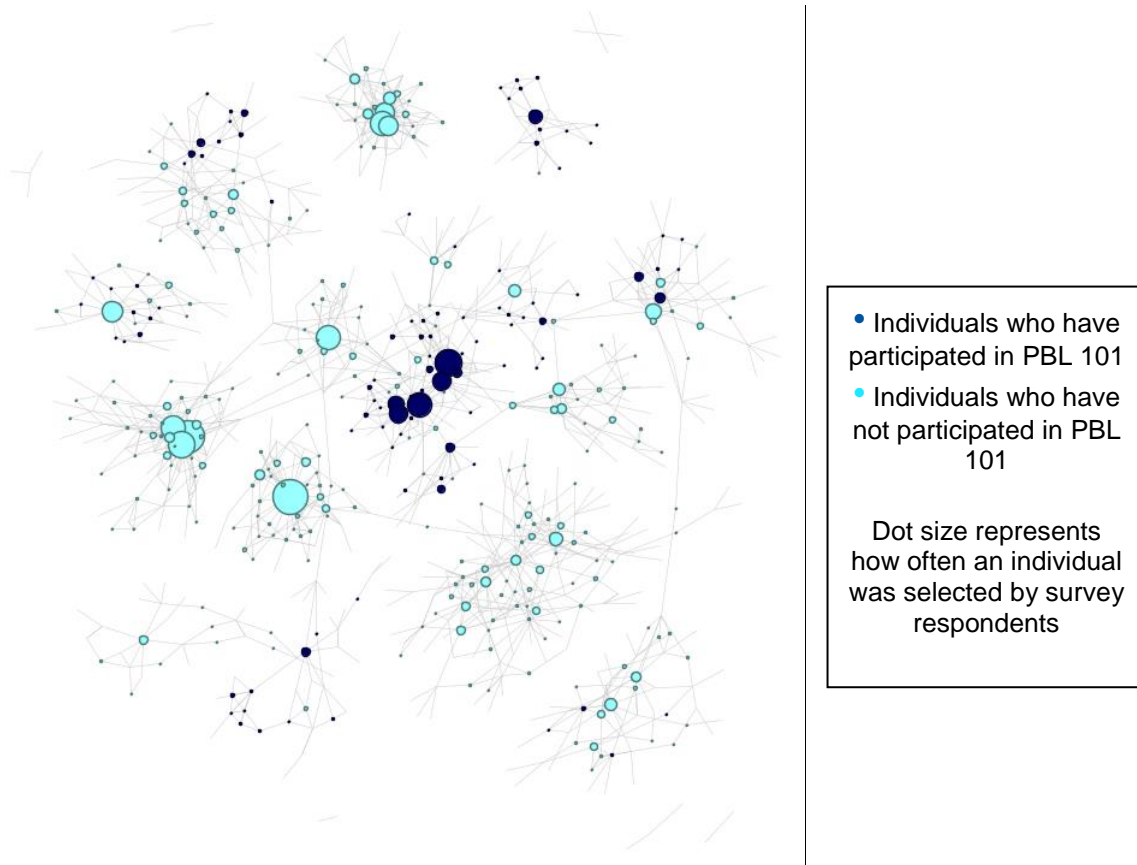 • Individuals who have
participated in PBL 101
• Individuals who have
not participated in PBL
101
Dot size represents
how often an individual
was selected by survey
respondents